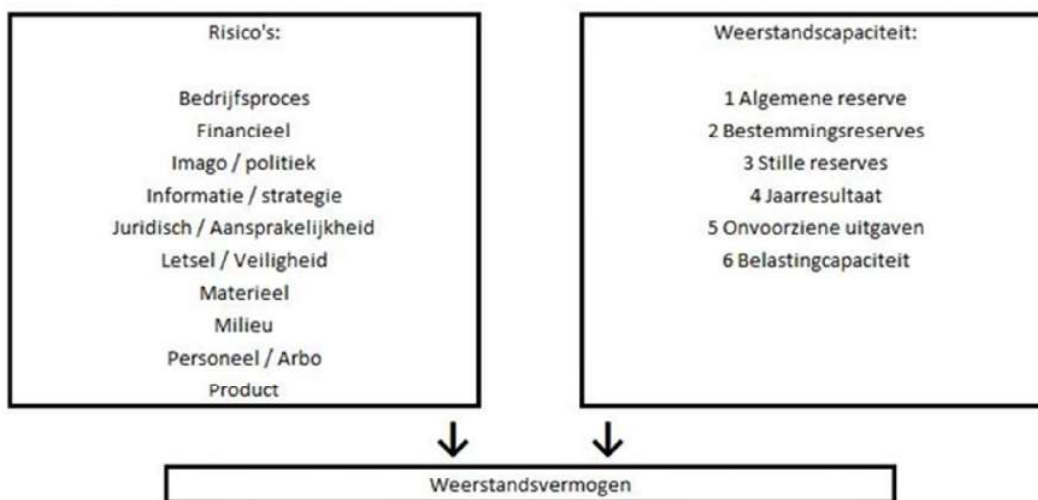 Risico's:
Bedrijfsproces
Financieel
Imago / politiek
Informatie / strategie
Juridisch / Aansprakelijkheid
Letsel / Veiligheid
Materieel
Milieu
Personeel / Arbo
Product
Weerstandscapaciteit:
1 Algemene reserve
2 Bestemmingsreserves
3 Stille reserves
4 Jaarresultaat
5 Onvoorziene uitgaven
6 Belastingcapaciteit
Weerstandsvermogen